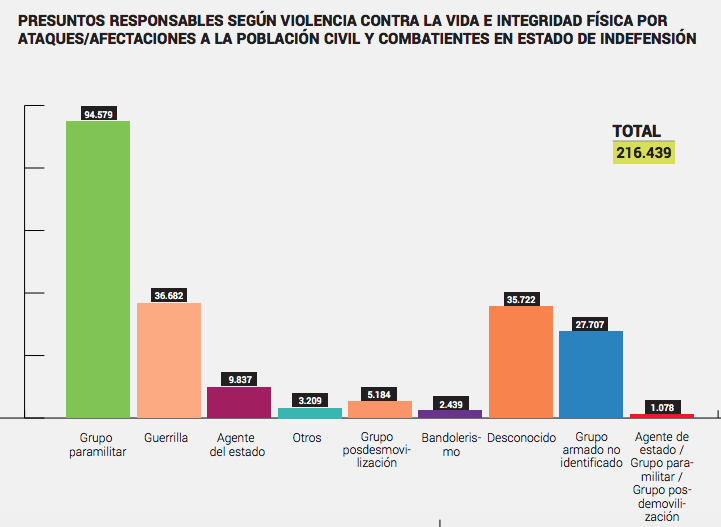 PRESUNTOS RESPONSABLES SEGÚN VIOLENCIA CONTRA LA VIDA E INTEGRIDAD FÍSICA POR
ATAQUES/AFECTACIONES A LA POBLACIÓN CIVIL Y COMBATIENTES EN ESTADO DE INDEFENSIÓN
TOTAL
216.439
94.579
36.682
9.837
3.209
5.184
2.439
35.722
27.707
1.078
Grupo
paramilitar
Guerrilla
Agente
del estado
Otros
Grupo
posdesmovi-
lización
Bandoleris-
mo
Desconocido
Grupo
armado no
identificado
Agente de
estado /
Grupo para-
militar /
Grupo pos-
demovili-
zación